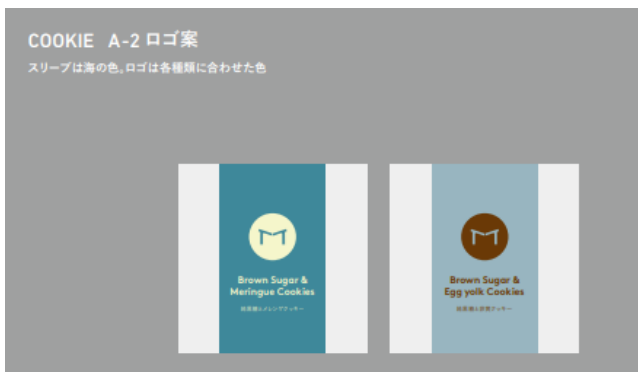 COOKIE A-2 ロゴ案
スリーブは海の色。ロゴは各種類に合わせた色
Brown Sugar &
Meringue Cookies
Brown Sugar &
Egg yolk Cookies